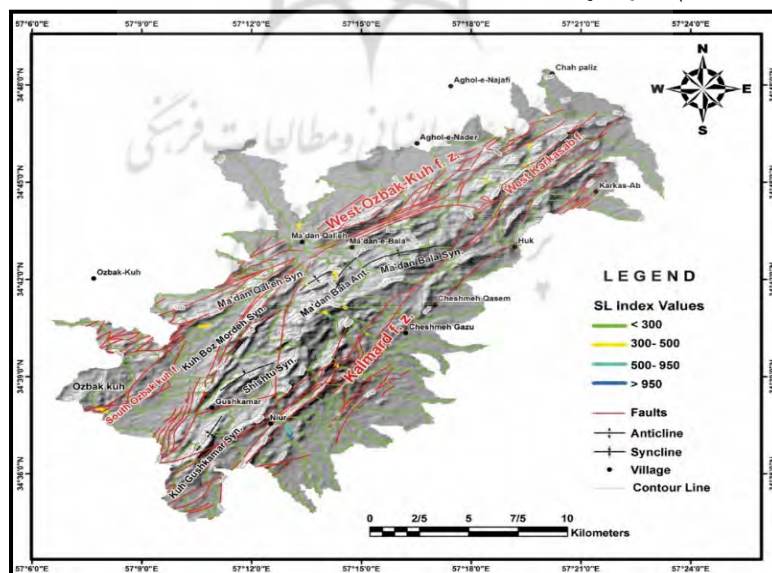 57°6'0"E 57°9'0"E 57°12'0"E 57°15'0"E 57°18'0"E 57°21'0"E 57°24'0"E
Chah paliz
Aghol-e-Najafi
Aghol-e-Nader
و مطالعات فرهنگی
N
W E
S
West Ozbak-Kuh f. z.
West Karkasab f.
Karkas-Ab
Ma'dan Qal'eh
Ma'dan-e-Bala
Huk
Ma'dan Bala Syn.
Ozbak-Kuh
Ma'dan Qal'eh Syn.
Ma'dan Bala Ant.
Cheshmeh Qasem
Kuh Boz Mordeh Syn.
Cheshmeh Gazu
Kalmard f. z.
Shishtu Syn.
Ozbak kuh
South Ozbak kuh f.
Gushkamar
Niur
Kuh Gushkamar Syn.
34°48'0"N
34°45'0"N
34°42'0"N
34°39'0"N
34°36'0"N
LEGEND
SL Index Values
< 300
300- 500
500- 950
> 950
Faults
Anticline
Syncline
Village
Contour Line
0 2/5 5 7/5 10
Kilometers
57°6'0"E 57°9'0"E 57°12'0"E 57°15'0"E 57°18'0"E 57°21'0"E 57°24'0"E